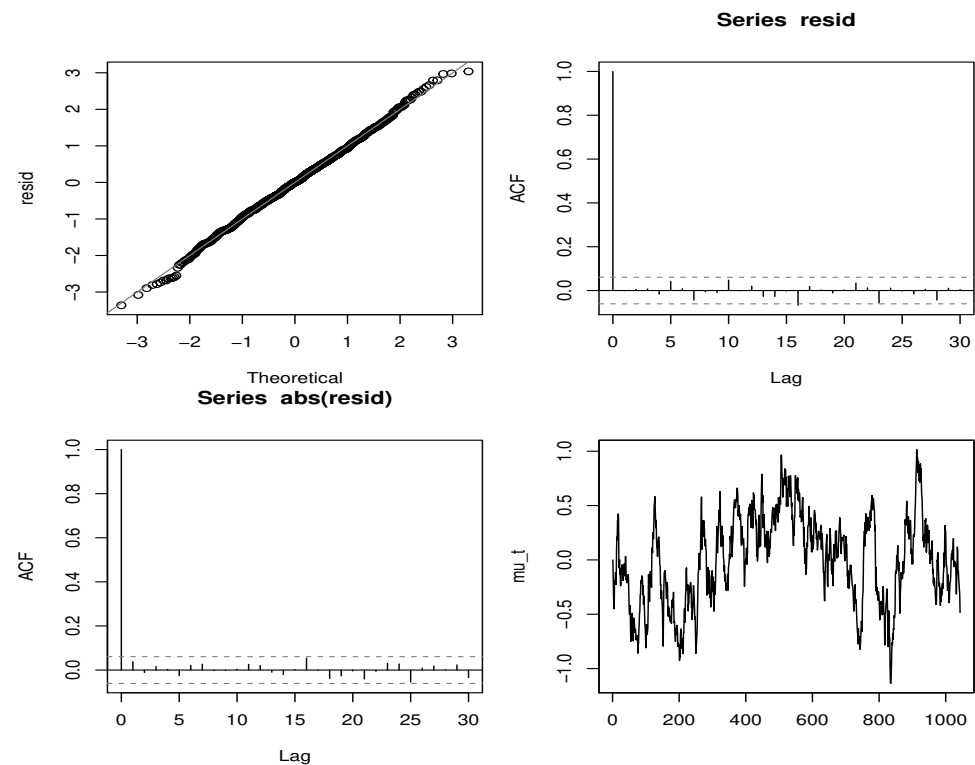 resid
3
2
1
0
−1
−2
−3
−3 −2 −1 0 1 2 3
Theoretical
Series resid
ACF
1.0
0.8
0.6
0.4
0.2
0.0
0 5 10 15 20 25 30
Lag
Series abs(resid)
ACF
1.0
0.8
0.6
0.4
0.2
0.0
0 5 10 15 20 25 30
Lag
mu_t
1.0
0.5
0.0
−0.5
−1.0
0 200 400 600 800 1000